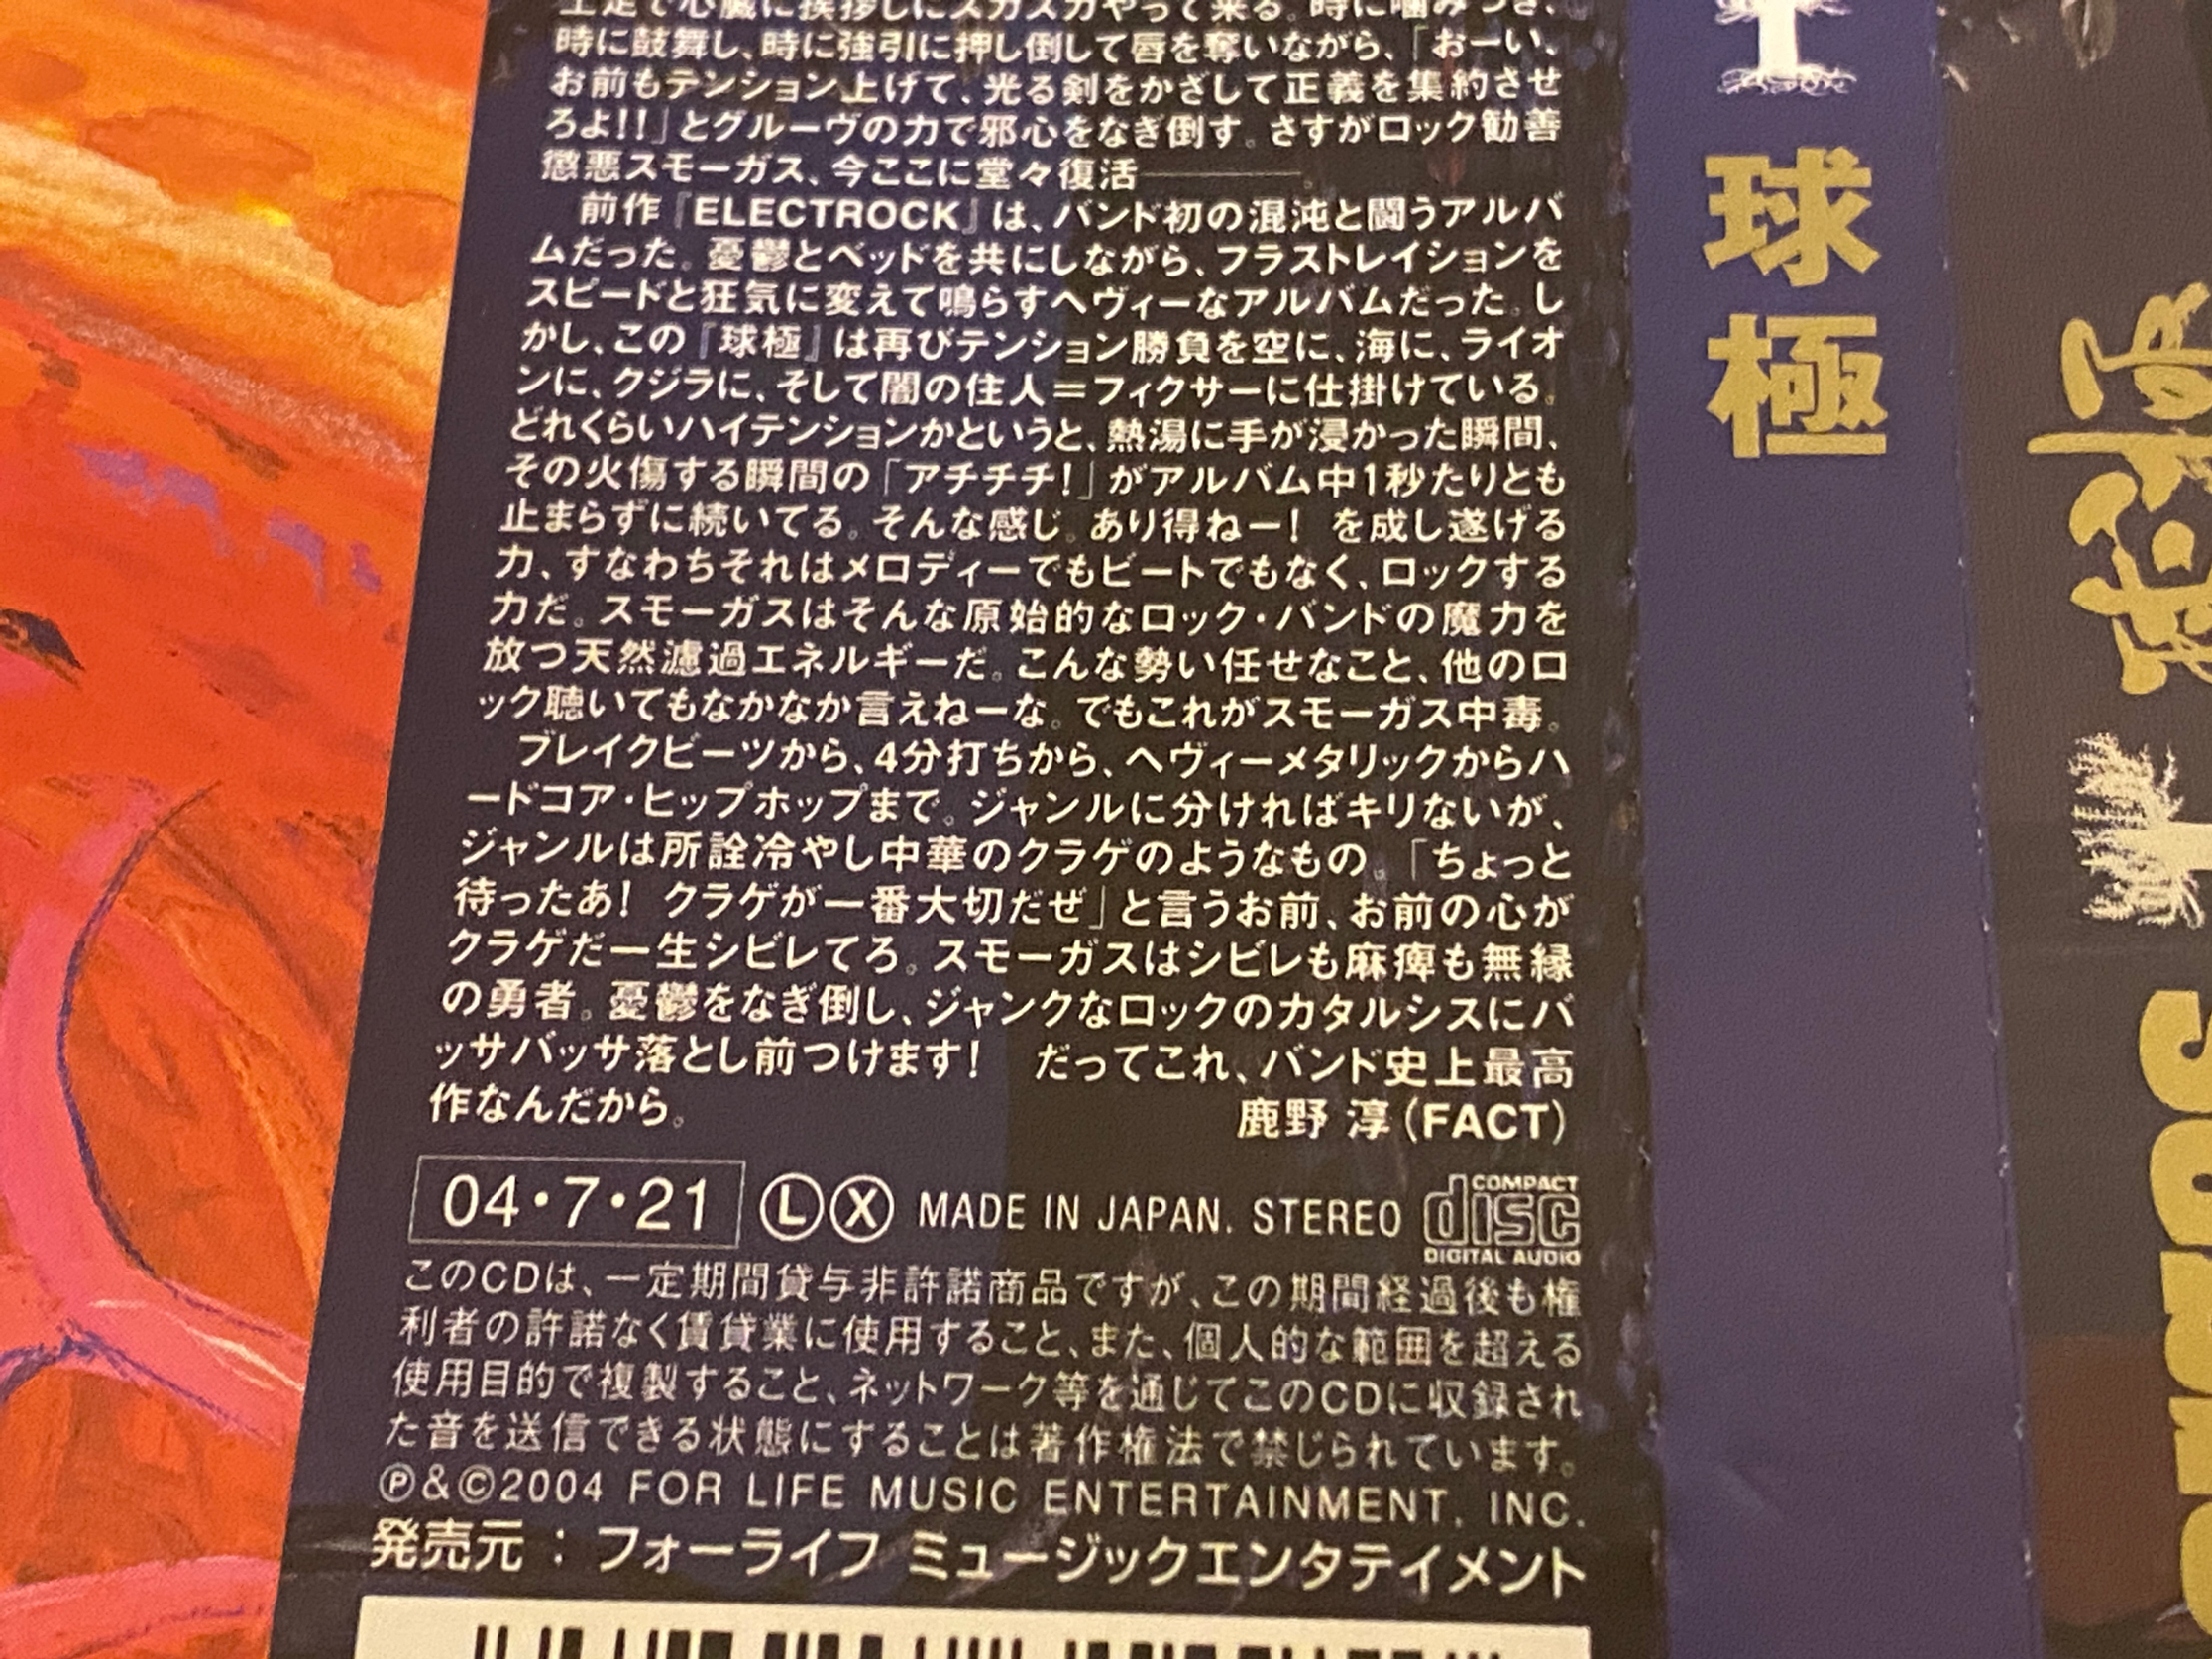 土足で心臓に挨拶しにズカズカやって来る。時に噛みつき、
時に鼓舞し、時に強引に押し倒して唇を奪いながら、「おーい、
お前もテンション上げて、光る剣をかざして正義を集約させ
ろよ!!」とグルーヴの力で邪心をなぎ倒す。さすがロック勧善
懲悪スモーガス、今ここに堂々復活————。
前作『ELECTROCK』は、バンド初の混沌と闘うアルバ
ムだった。憂鬱とベッドを共にしながら、フラストレイションを
スピードと狂気に変えて鳴らすヘヴィーなアルバムだった。し
かし、この『球極』は再びテンション勝負を空に、海に、ライオ
ンに、クジラに、そして闇の住人＝フィクサーに仕掛けている。
どれくらいハイテンションかというと、熱湯に手が浸かった瞬間、
その火傷する瞬間の「アチチチ!」がアルバム中1秒たりとも
止まらずに続いてる。そんな感じ。あり得ねー! を成し遂げる
力、すなわちそれはメロディーでもビートでもなく、ロックする
力だ。スモーガスはそんな原始的なロック・バンドの魔力を
放つ天然濾過エネルギーだ。こんな勢い任せなこと、他のロ
ック聴いてもなかなか言えねーな。でもこれがスモーガス中毒。
ブレイクビーツから、4分打ちから、ヘヴィーメタリックからハ
ードコア・ヒップホップまで。ジャンルに分ければキリないが、
ジャンルは所詮冷やし中華のクラゲのようなもの。「ちょっと
待ったあ! クラゲが一番大切だぜ」と言うお前、お前の心が
クラゲだ一生シビレてろ。スモーガスはシビレも麻痺も無縁
の勇者。憂鬱をなぎ倒し、ジャンクなロックのカタルシスにバ
ッサバッサ落とし前つけます! だってこれ、バンド史上最高
作なんだから。 鹿野 淳(FACT)
04・7・21 Ⓛ Ⓧ MADE IN JAPAN. STEREO COMPACT disc DIGITAL AUDIO
このCDは、一定期間貸与非許諾商品ですが、この期間経過後も権
利者の許諾なく賃貸業に使用すること、また、個人的な範囲を超える
使用目的で複製すること、ネットワーク等を通じてこのCDに収録され
た音を送信できる状態にすることは著作権法で禁じられています。
Ⓟ&©2004 FOR LIFE MUSIC ENTERTAINMENT, INC.
発売元：フォーライフ ミュージックエンタテイメント
球極
球極